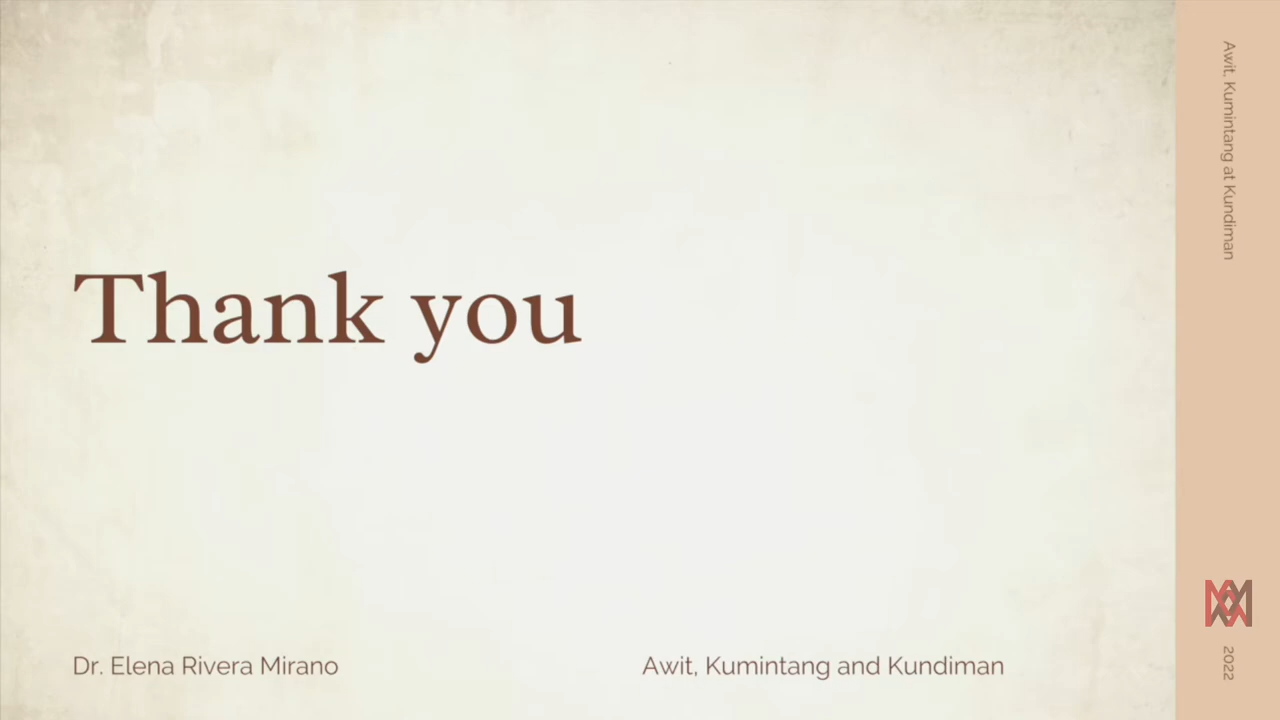 Thank you
Dr. Elena Rivera Mirano
Awit, Kumintang and Kundiman
Awit, Kumintang at Kundiman
2022